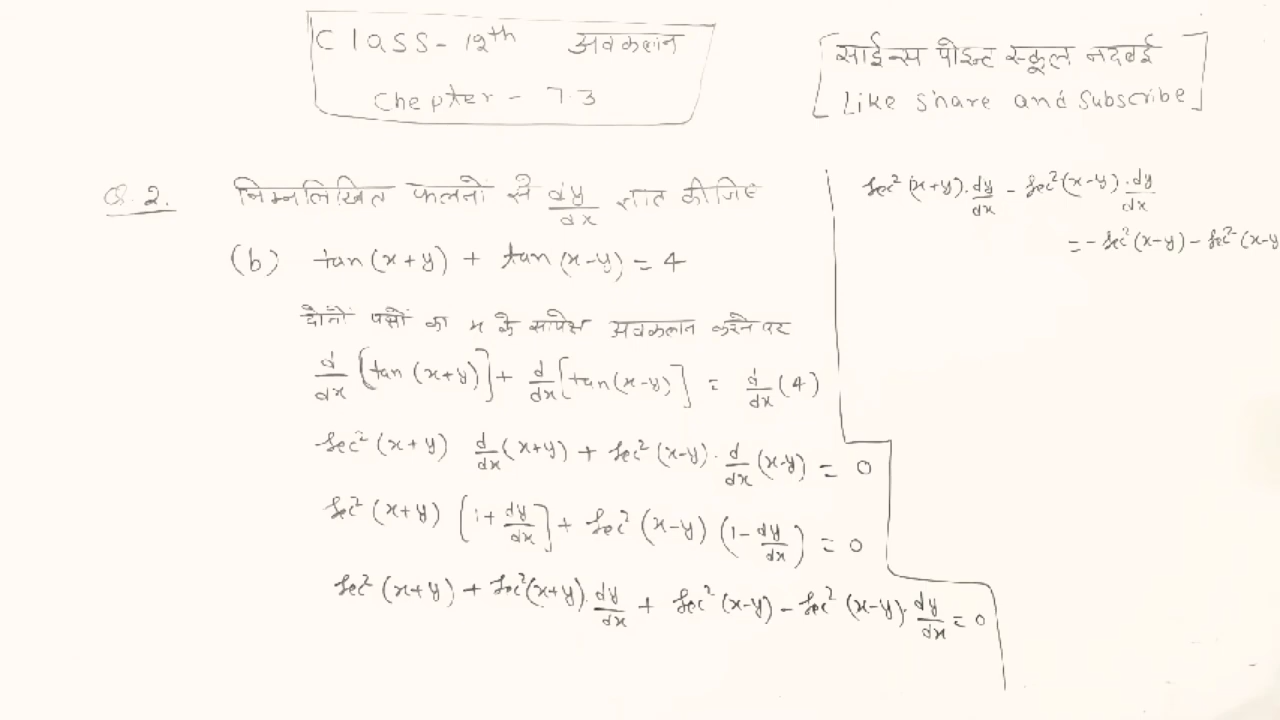 Class - 12th अवकलन
Chepter - 7.3
साईन्स पोइन्ट स्कूल नदबई
Like Share and Subscribe
Q.2. निम्नलिखित फलनों से dy/dx ज्ञात कीजिए
(b) tan(x+y) + tan(x-y) = 4
दोनों पक्षों का x के सापेक्ष अवकलन करने पर
d/dx [tan(x+y)] + d/dx [tan(x-y)] = d/dx (4)
sec²(x+y) d/dx (x+y) + sec²(x-y) · d/dx (x-y) = 0
sec²(x+y) [1 + dy/dx] + sec²(x-y) (1 - dy/dx) = 0
sec²(x+y) + sec²(x+y) · dy/dx + sec²(x-y) - sec²(x-y) · dy/dx = 0
sec²(x+y) · dy/dx - sec²(x-y) · dy/dx
= - sec²(x-y) - sec²(x-y